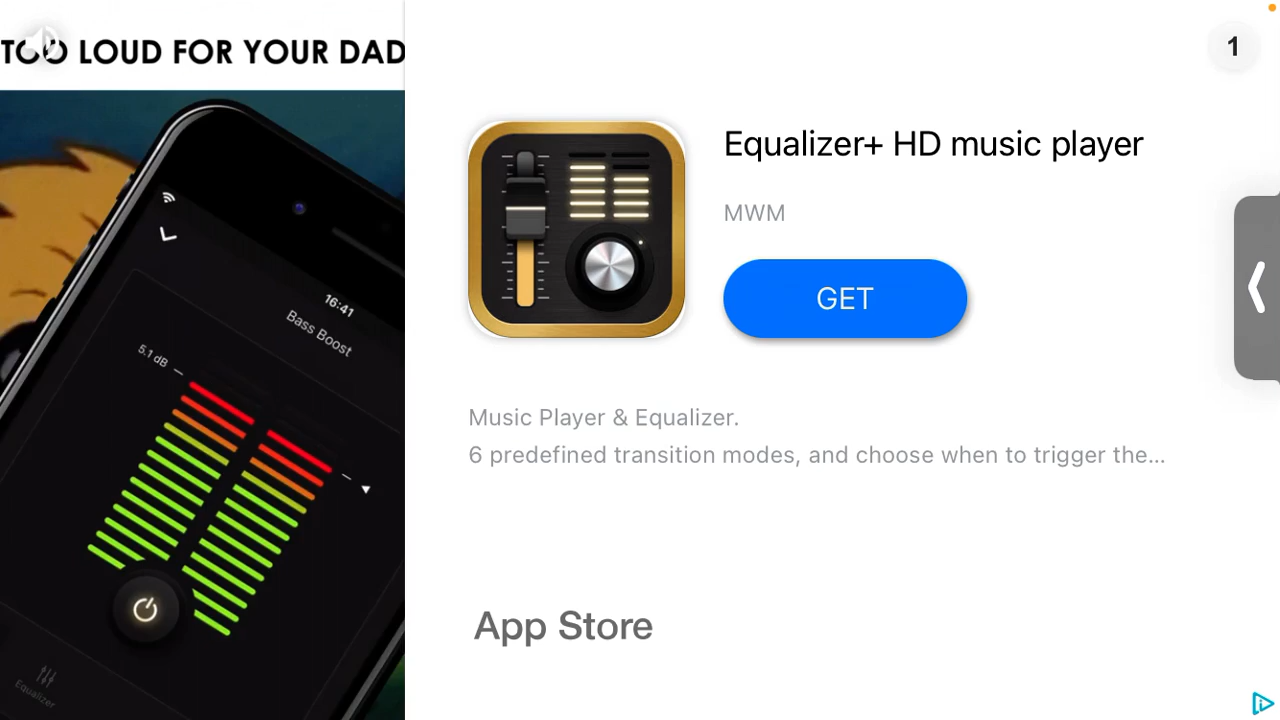 TOO LOUD FOR YOUR DAD
1
Equalizer+ HD music player
MWM
GET
16:41
Bass Boost
5.1 dB
Music Player & Equalizer.
6 predefined transition modes, and choose when to trigger the...
App Store
Equalizer